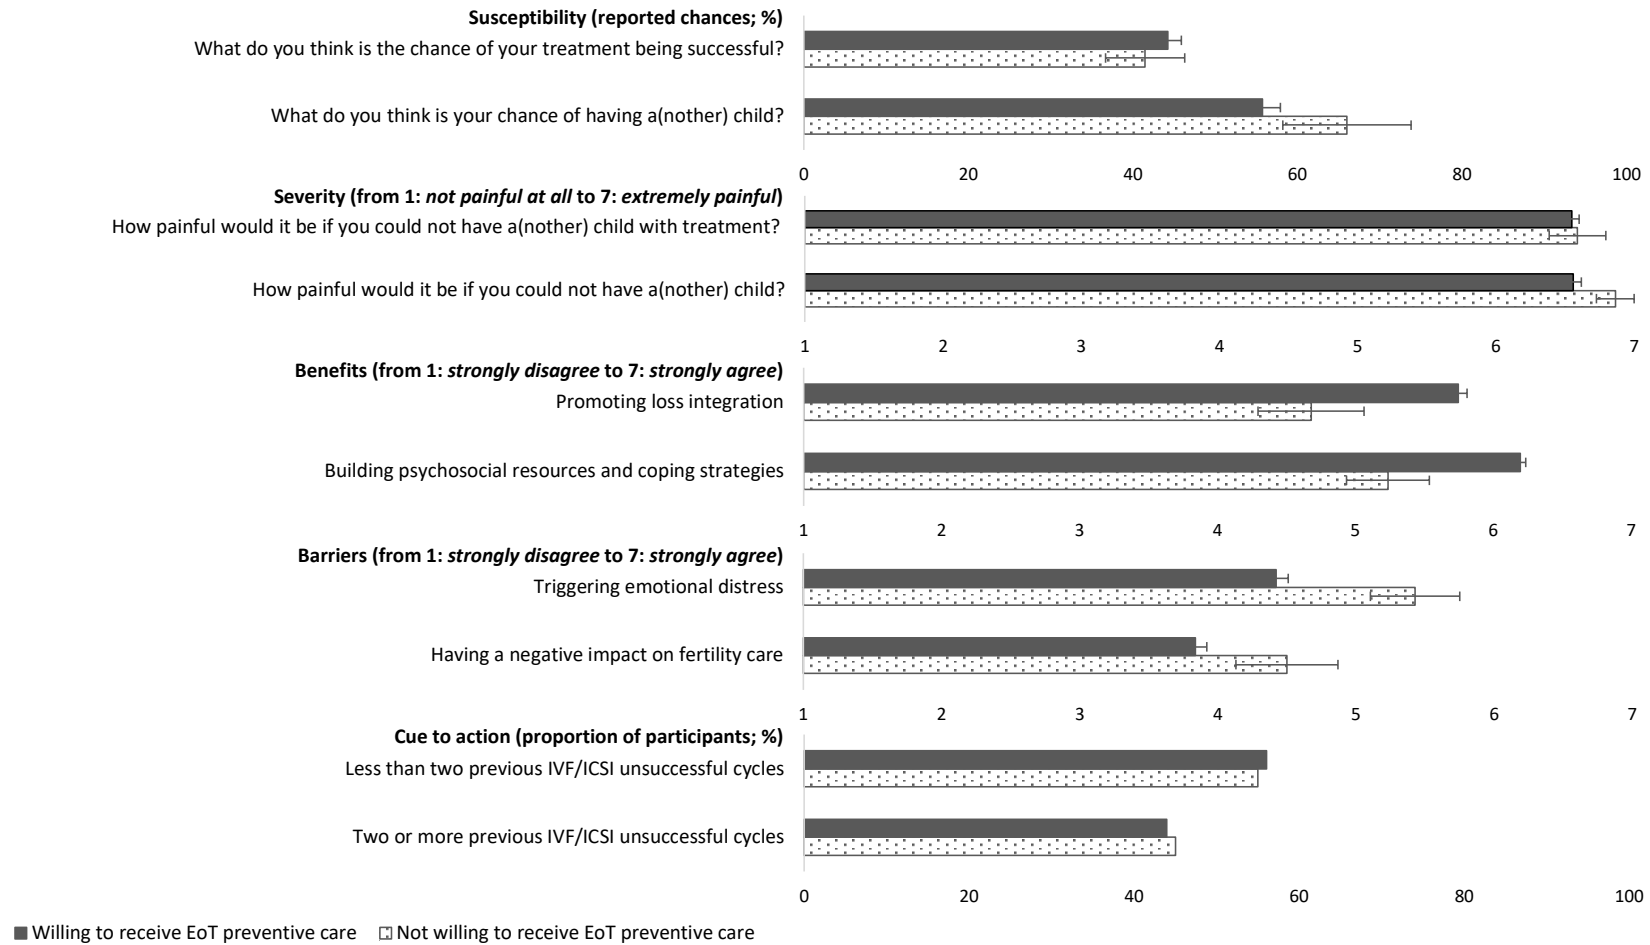 Susceptibility (reported chances; %)
What do you think is the chance of your treatment being successful?
What do you think is your chance of having a(nother) child?
0 20 40 60 80 100
Severity (from 1: not painful at all to 7: extremely painful)
How painful would it be if you could not have a(nother) child with treatment?
How painful would it be if you could not have a(nother) child?
1 2 3 4 5 6 7
Benefits (from 1: strongly disagree to 7: strongly agree)
Promoting loss integration
Building psychosocial resources and coping strategies
1 2 3 4 5 6 7
Barriers (from 1: strongly disagree to 7: strongly agree)
Triggering emotional distress
Having a negative impact on fertility care
1 2 3 4 5 6 7
Cue to action (proportion of participants; %)
Less than two previous IVF/ICSI unsuccessful cycles
Two or more previous IVF/ICSI unsuccessful cycles
0 20 40 60 80 100
Willing to receive EoT preventive care Not willing to receive EoT preventive care